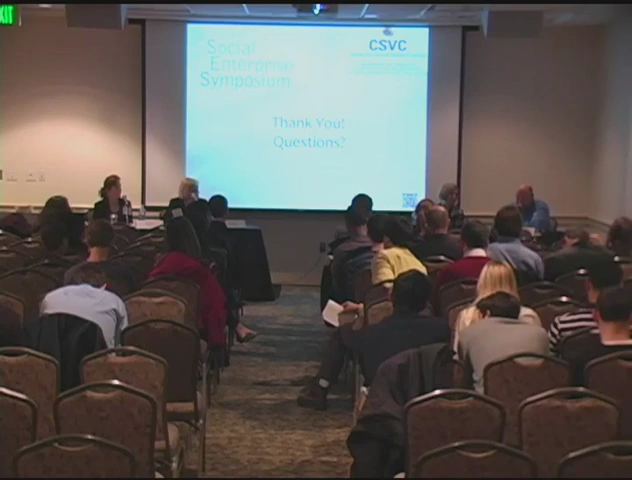 EXIT
Social
Enterprise
Symposium
CSVC
Thank You!
Questions?